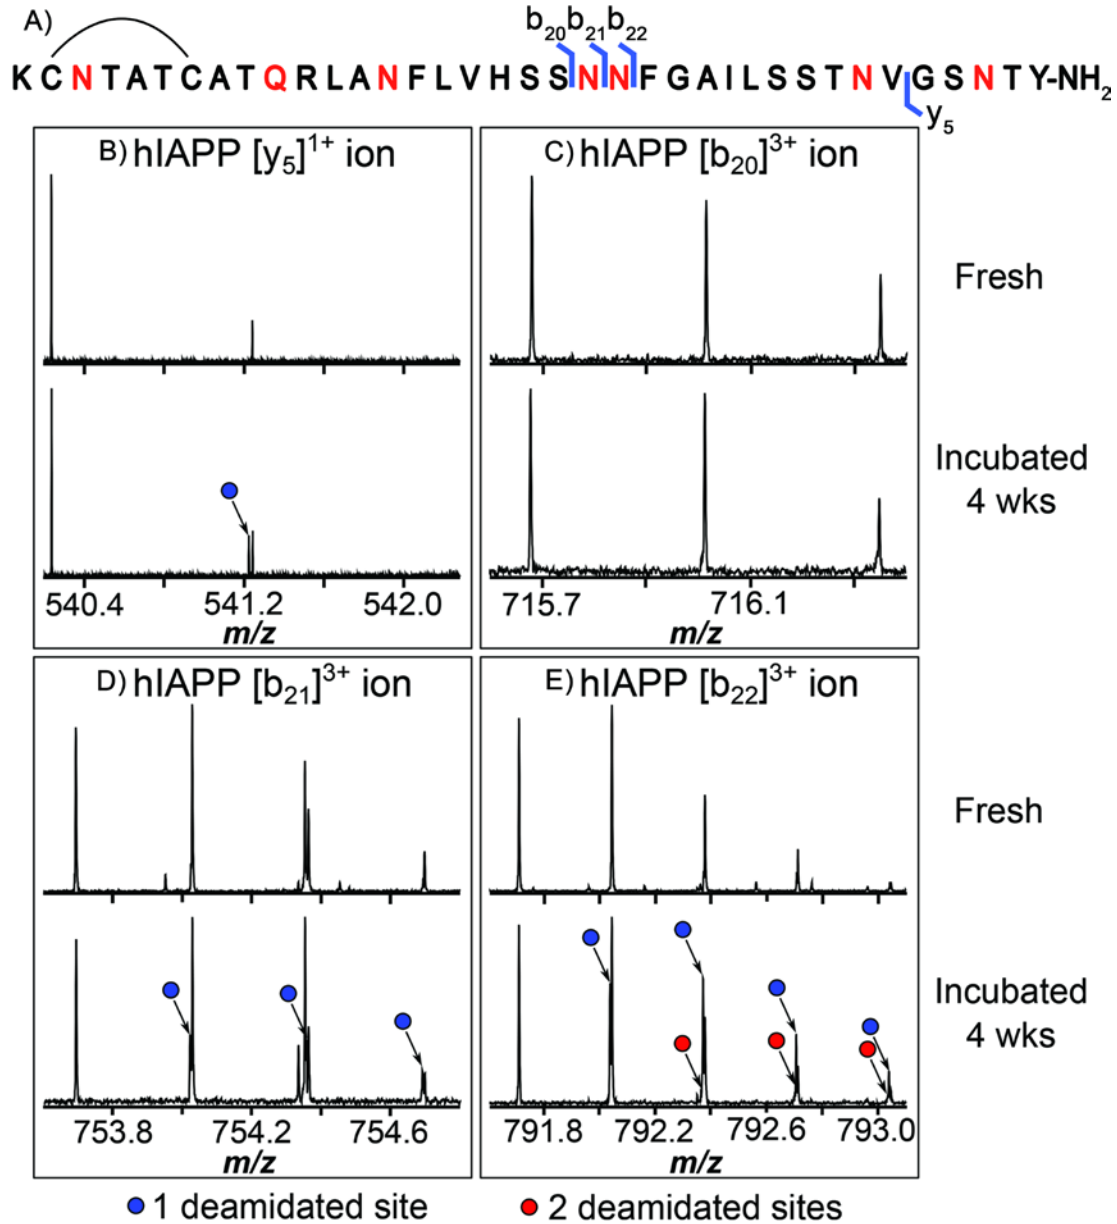 A)
b20b21b22
KCNTATCATQRLANFLVHSSNNFGAILSSTNVGSNTY-NH2
y5
B) hIAPP [y5]1+ ion
C) hIAPP [b20]3+ ion
Fresh
Incubated
4 wks
540.4 541.2 542.0
m/z
715.7 716.1
m/z
D) hIAPP [b21]3+ ion
E) hIAPP [b22]3+ ion
Fresh
Incubated
4 wks
753.8 754.2 754.6
m/z
791.8 792.2 792.6 793.0
m/z
1 deamidated site
2 deamidated sites